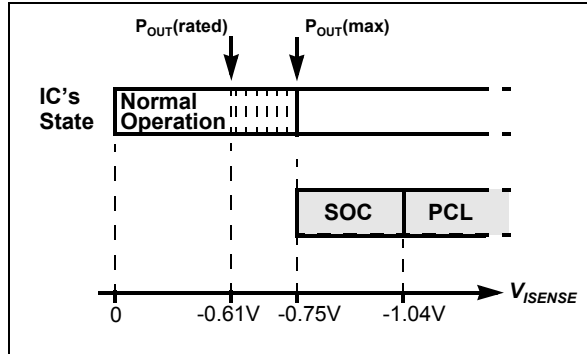 P_OUT(rated) P_OUT(max)
IC's
State
Normal
Operation
SOC PCL
V_ISENSE
0 -0.61V -0.75V -1.04V